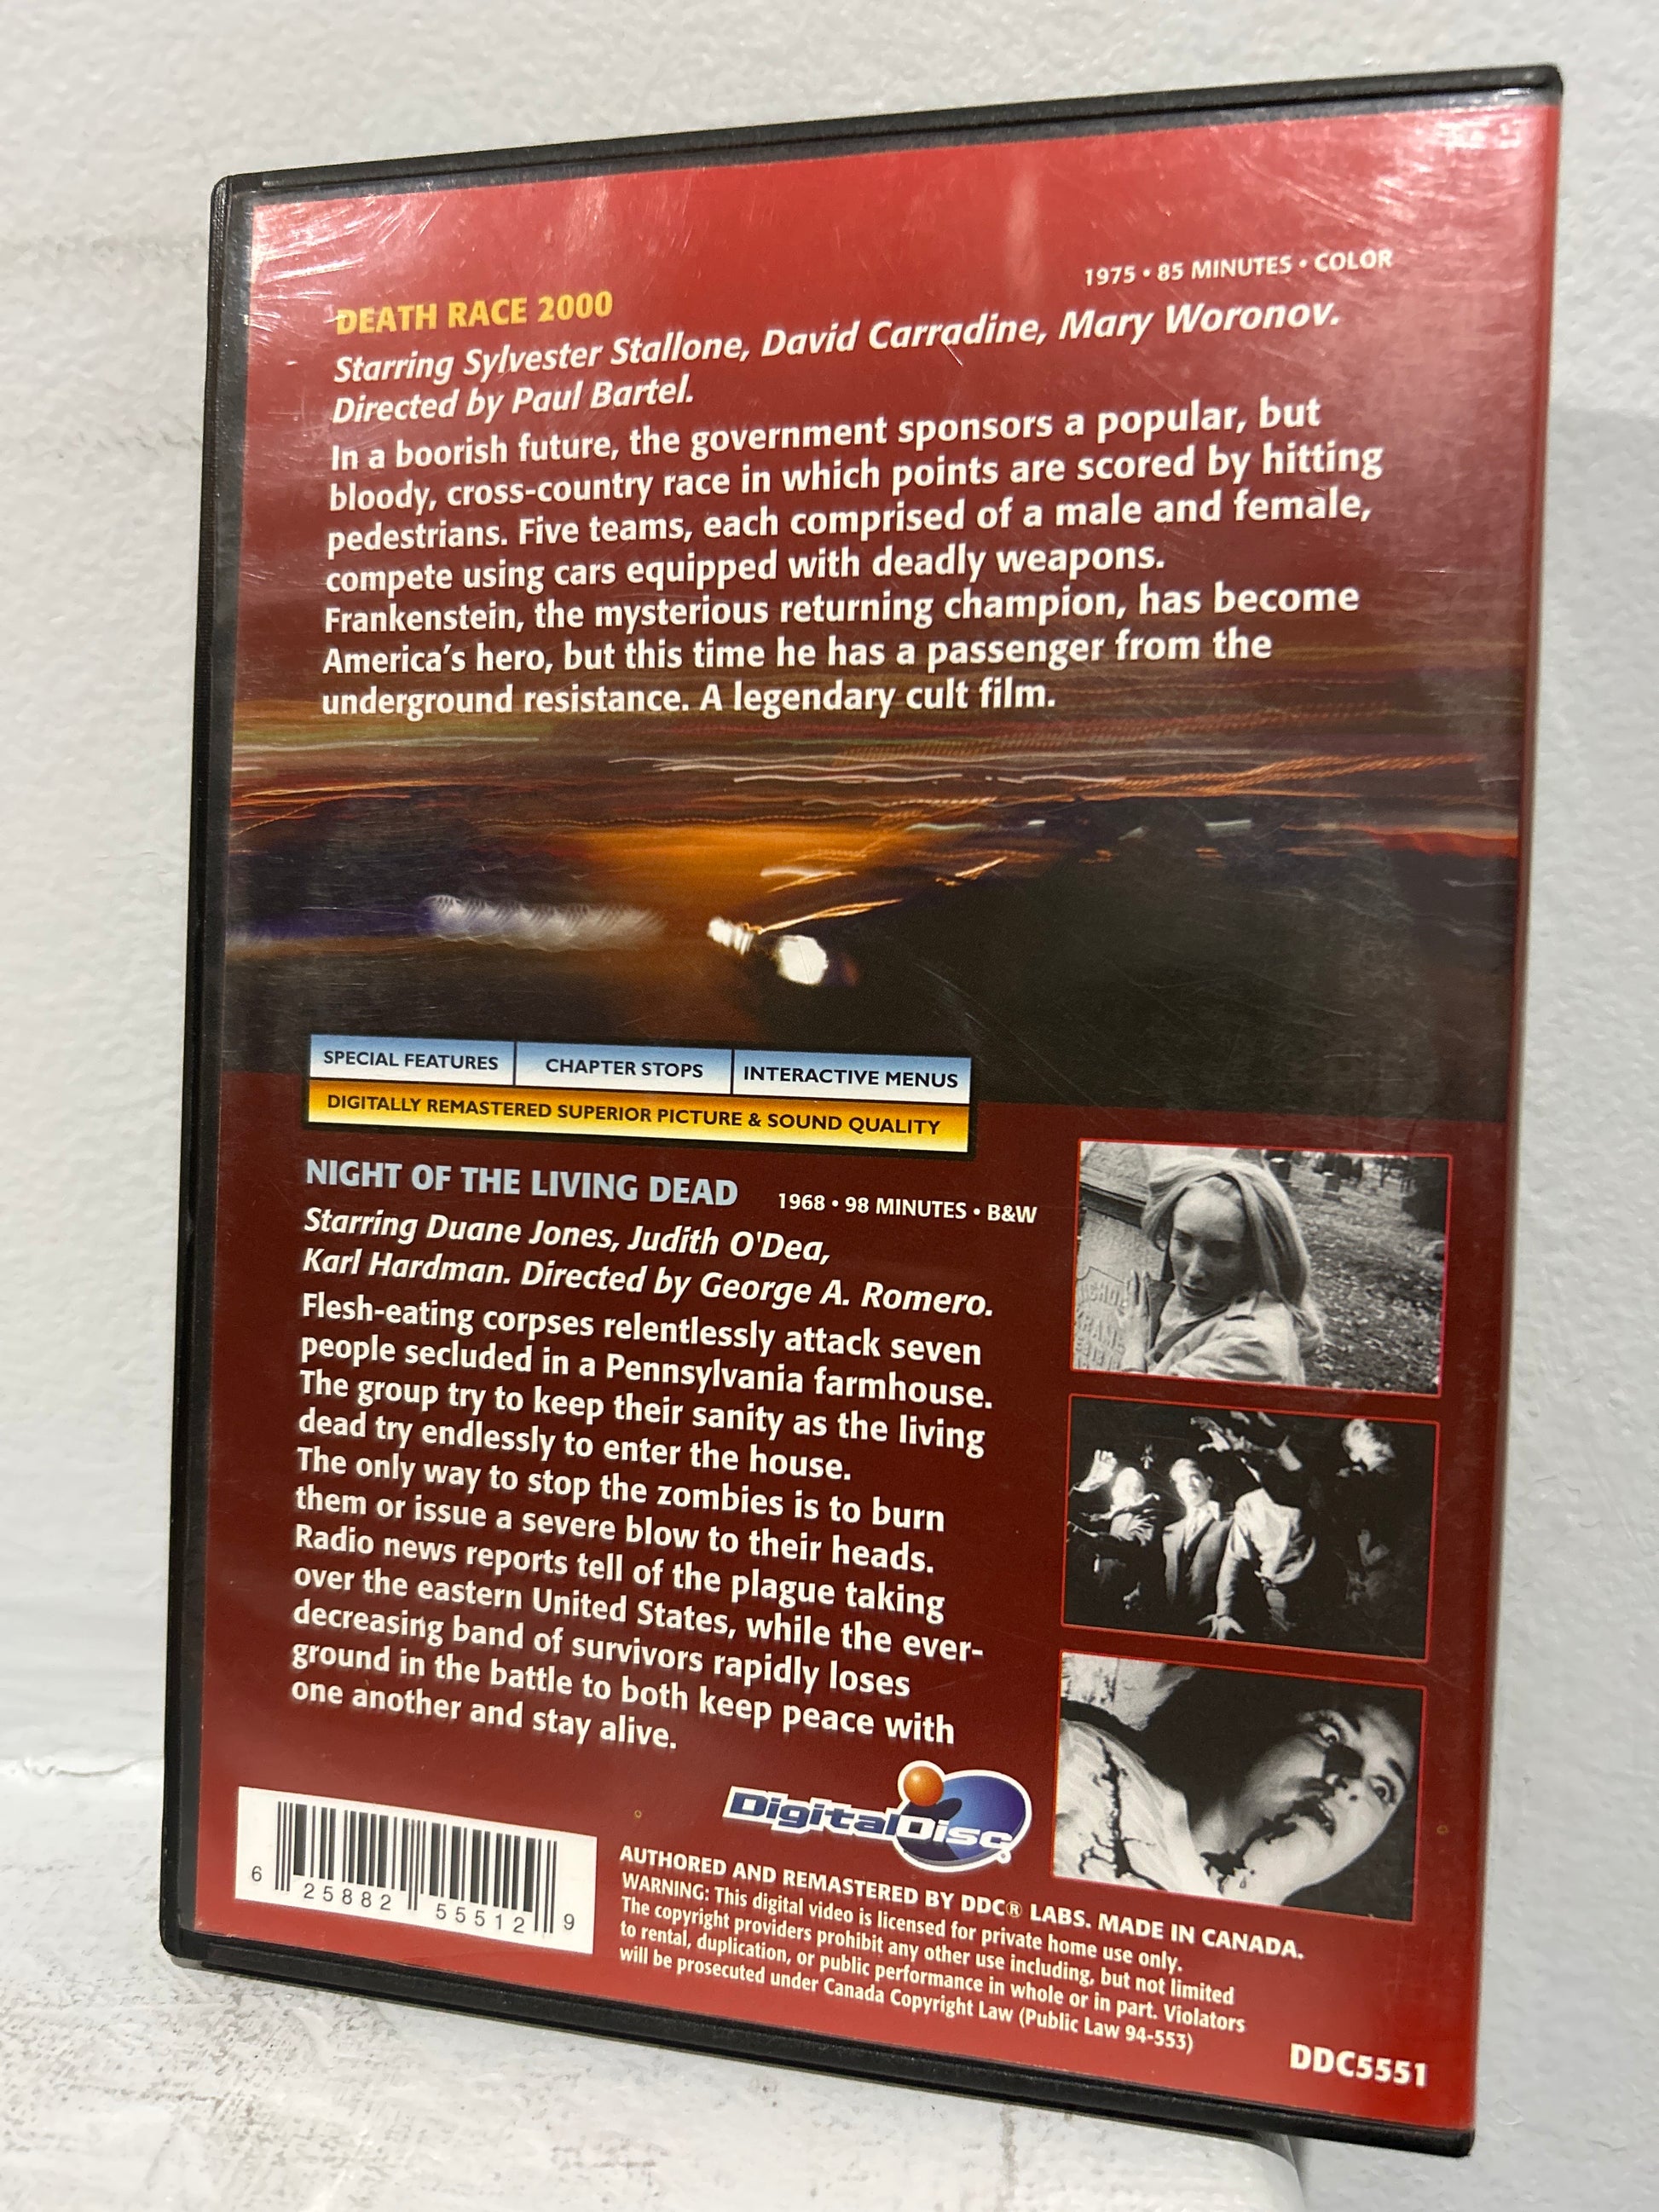 1975 • 85 MINUTES • COLOR
DEATH RACE 2000
Starring Sylvester Stallone, David Carradine, Mary Woronov.
Directed by Paul Bartel.
In a boorish future, the government sponsors a popular, but
bloody, cross-country race in which points are scored by hitting
pedestrians. Five teams, each comprised of a male and female,
compete using cars equipped with deadly weapons.
Frankenstein, the mysterious returning champion, has become
America's hero, but this time he has a passenger from the
underground resistance. A legendary cult film.
SPECIAL FEATURES CHAPTER STOPS INTERACTIVE MENUS
DIGITALLY REMASTERED SUPERIOR PICTURE & SOUND QUALITY
NIGHT OF THE LIVING DEAD 1968 • 98 MINUTES • B&W
Starring Duane Jones, Judith O'Dea,
Karl Hardman. Directed by George A. Romero.
Flesh-eating corpses relentlessly attack seven
people secluded in a Pennsylvania farmhouse.
The group try to keep their sanity as the living
dead try endlessly to enter the house.
The only way to stop the zombies is to burn
them or issue a severe blow to their heads.
Radio news reports tell of the plague taking
over the eastern United States, while the ever-
decreasing band of survivors rapidly loses
ground in the battle to both keep peace with
one another and stay alive.
DigitalDisc
6 25882 55512 9
AUTHORED AND REMASTERED BY DDC® LABS. MADE IN CANADA.
WARNING: This digital video is licensed for private home use only.
The copyright providers prohibit any other use including, but not limited
to rental, duplication, or public performance in whole or in part. Violators
will be prosecuted under Canada Copyright Law (Public Law 94-553)
DDC5551